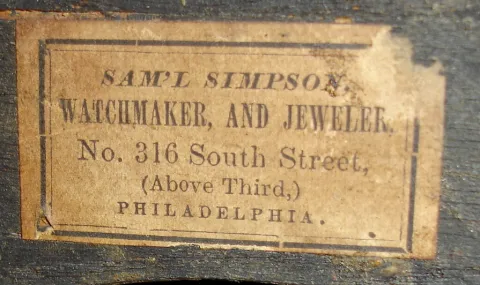 SAM'L SIMPSON,
WATCHMAKER, AND JEWELER.
No. 316 South Street,
(Above Third,)
PHILADELPHIA.